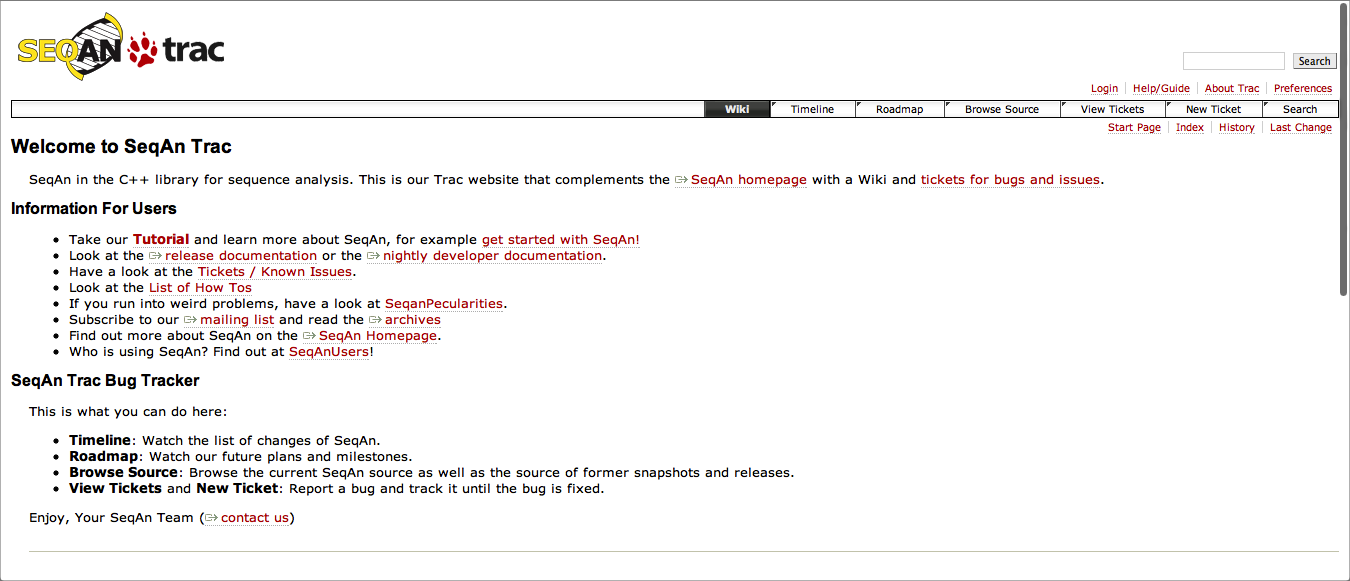 SEQAN trac
Search
Login Help/Guide About Trac Preferences
Wiki Timeline Roadmap Browse Source View Tickets New Ticket Search
Start Page Index History Last Change
Welcome to SeqAn Trac
SeqAn in the C++ library for sequence analysis. This is our Trac website that complements the SeqAn homepage with a Wiki and tickets for bugs and issues.
Information For Users
Take our Tutorial and learn more about SeqAn, for example get started with SeqAn!
Look at the release documentation or the nightly developer documentation.
Have a look at the Tickets / Known Issues.
Look at the List of How Tos
If you run into weird problems, have a look at SeqanPecularities.
Subscribe to our mailing list and read the archives
Find out more about SeqAn on the SeqAn Homepage.
Who is using SeqAn? Find out at SeqAnUsers!
SeqAn Trac Bug Tracker
This is what you can do here:
Timeline: Watch the list of changes of SeqAn.
Roadmap: Watch our future plans and milestones.
Browse Source: Browse the current SeqAn source as well as the source of former snapshots and releases.
View Tickets and New Ticket: Report a bug and track it until the bug is fixed.
Enjoy, Your SeqAn Team (contact us)